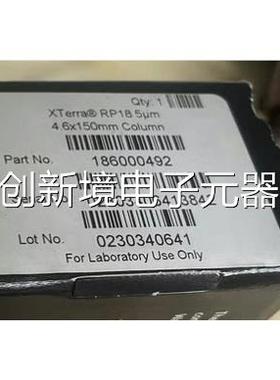 Qty: 1
XTerra® RP18 5µm
4.6x150mm Column
Part No. 186000492
创新境电子元器
Lot No. 0230340641
For Laboratory Use Only